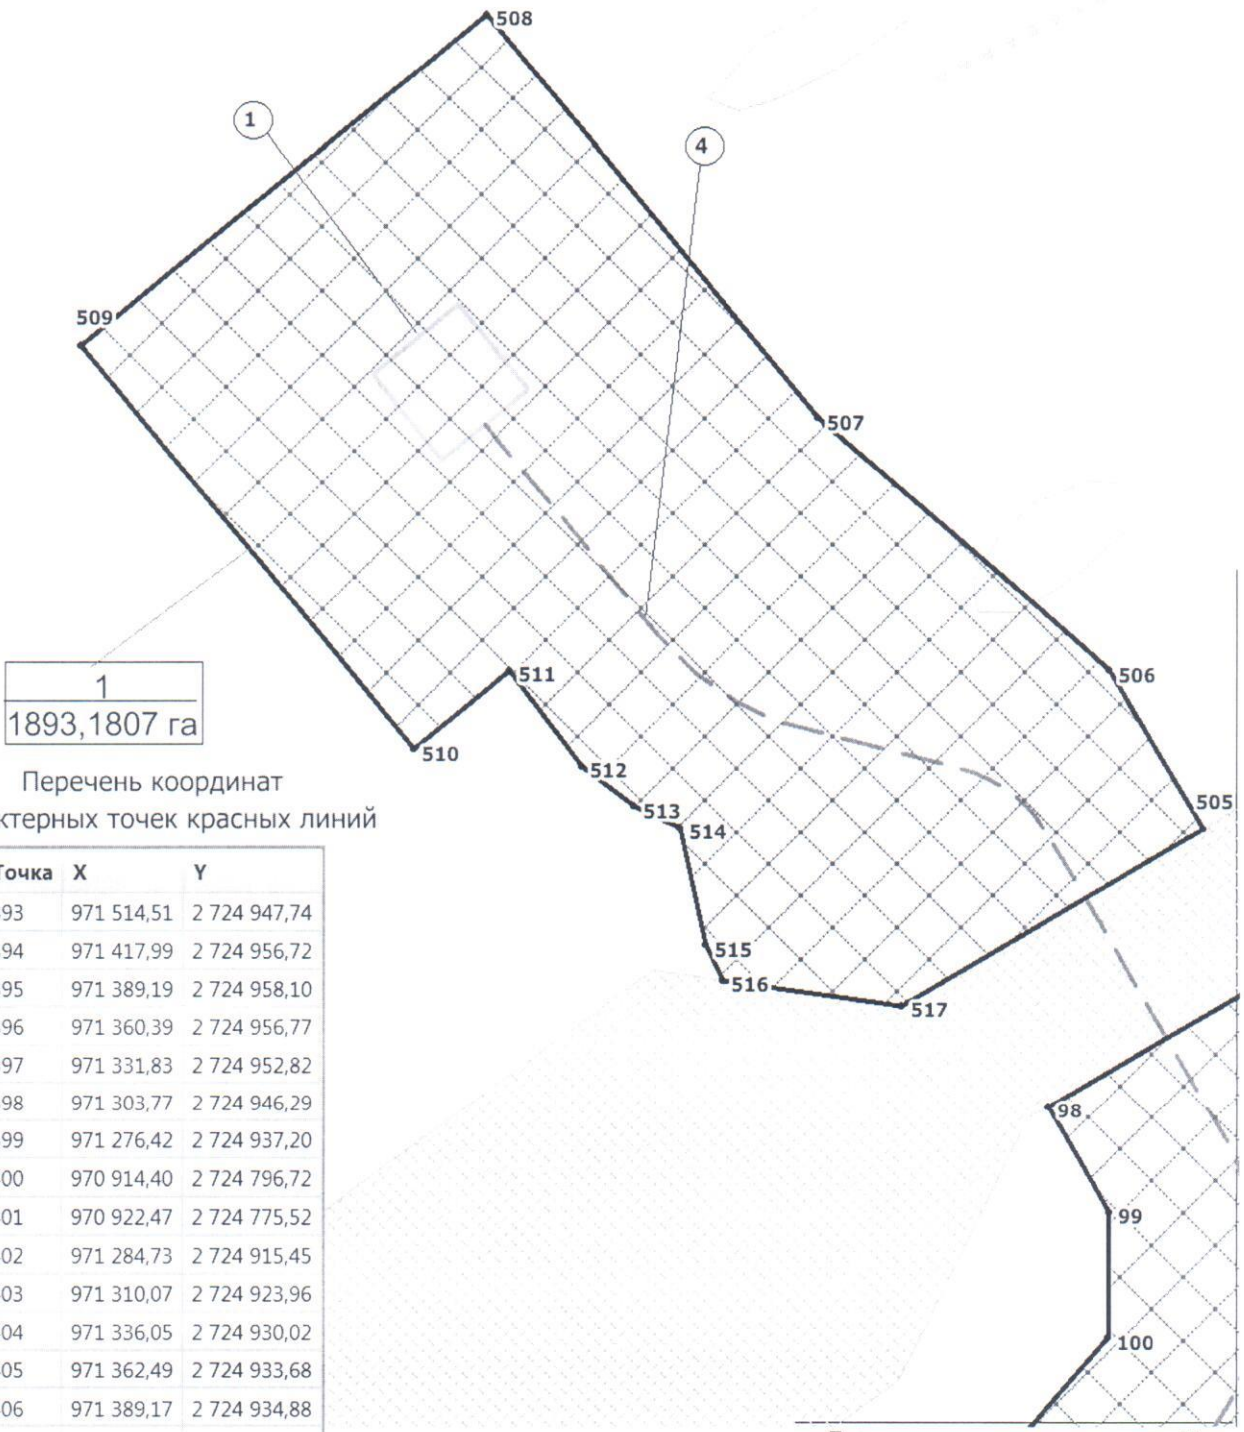 508
1
4
509
507
511
506
1
1893,1807 га
510
512
505
513
514
Перечень координат
ктерных точек красных линий
515
516
517
Точка X Y
93 971 514,51 2 724 947,74
94 971 417,99 2 724 956,72
95 971 389,19 2 724 958,10
96 971 360,39 2 724 956,77
97 971 331,83 2 724 952,82
98 971 303,77 2 724 946,29
99 971 276,42 2 724 937,20
00 970 914,40 2 724 796,72
01 970 922,47 2 724 775,52
02 971 284,73 2 724 915,45
03 971 310,07 2 724 923,96
04 971 336,05 2 724 930,02
05 971 362,49 2 724 933,68
06 971 389,17 2 724 934,88
98
99
100